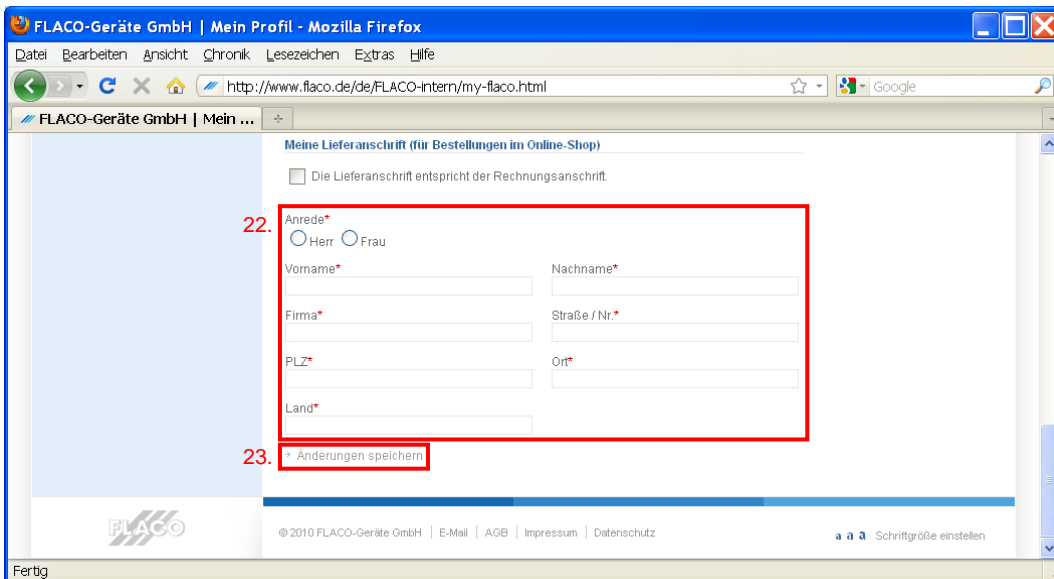 FLACO-Geräte GmbH | Mein Profil - Mozilla Firefox
Datei Bearbeiten Ansicht Chronik Lesezeichen Extras Hilfe
http://www.flaco.de/de/FLACO-intern/my-flaco.html Google
FLACO-Geräte GmbH | Mein ...
Meine Lieferanschrift (für Bestellungen im Online-Shop)
Die Lieferanschrift entspricht der Rechnungsanschrift.
22. Anrede*
Herr Frau
Vorname* Nachname*
Firma* Straße / Nr.*
PLZ* Ort*
Land*
23. Änderungen speichern
FLACO
© 2010 FLACO-Geräte GmbH | E-Mail | AGB | Impressum | Datenschutz a a a Schriftgröße einstellen
Fertig